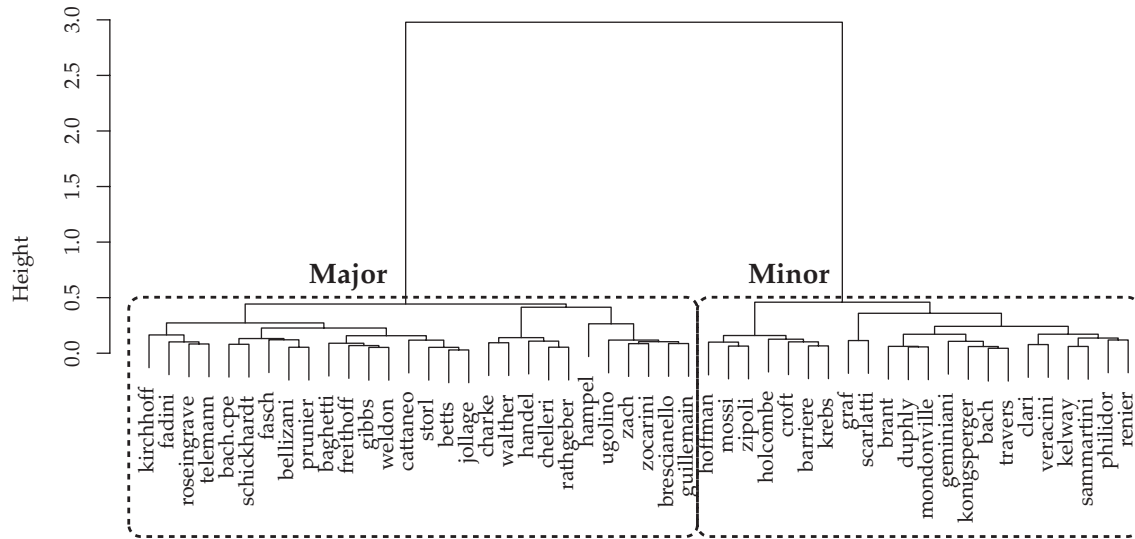 3.0
2.5
2.0
1.5
1.0
0.5
0.0
Height
Major
Minor
kirchhoff
fadini
roseingrave
telemann
bach.cpe
schickhardt
fasch
bellizani
prunier
baghetti
freithoff
gibbs
weldon
cattaneo
storl
betts
jollage
charke
walther
handel
chelleri
rathgeber
hampel
ugolino
zach
zocarini
brescianello
guillemain
hoffman
mossi
zipoli
holcombe
croft
barriere
krebs
graf
scarlatti
brant
duphly
mondonville
geminiani
konigsperger
bach
travers
clari
veracini
kelway
sammartini
philidor
renier